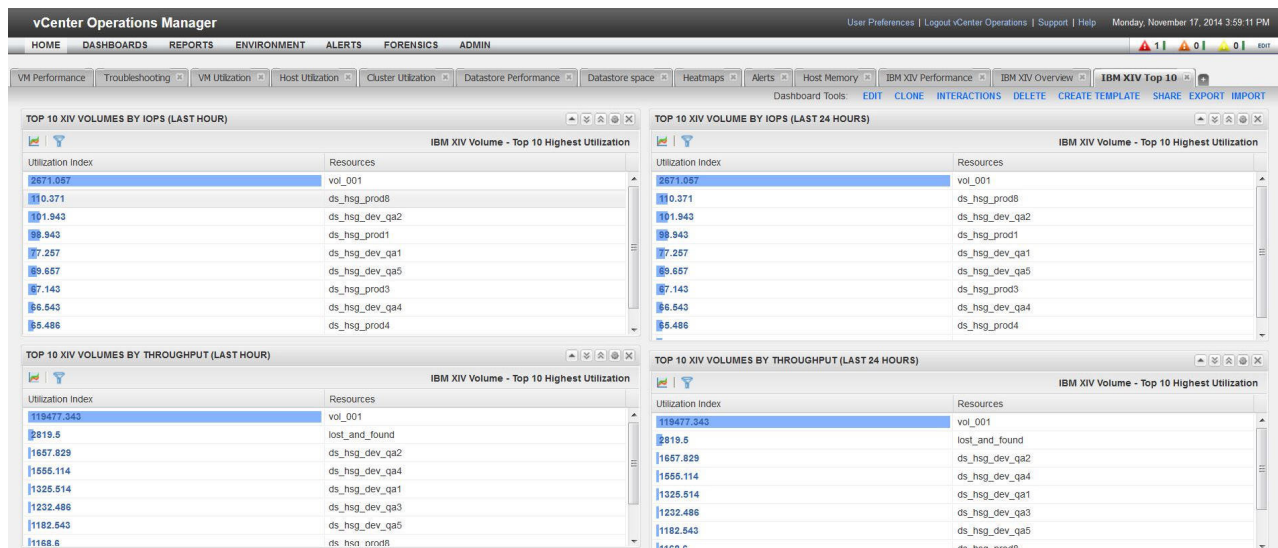 vCenter Operations Manager
User Preferences | Logout vCenter Operations | Support | Help Monday, November 17, 2014 3:59:11 PM
HOME DASHBOARDS REPORTS ENVIRONMENT ALERTS FORENSICS ADMIN
1 0 0 EDIT
VM Performance Troubleshooting VM Utilization Host Utilization Cluster Utilization Datastore Performance Datastore space Heatmaps Alerts Host Memory IBM XIV Performance IBM XIV Overview IBM XIV Top 10
Dashboard Tools: EDIT CLONE INTERACTIONS DELETE CREATE TEMPLATE SHARE EXPORT IMPORT
TOP 10 XIV VOLUMES BY IOPS (LAST HOUR)
IBM XIV Volume - Top 10 Highest Utilization
Utilization Index Resources
2671.057 vol_001
110.371 ds_hsg_prod8
101.943 ds_hsg_dev_qa2
98.943 ds_hsg_prod1
77.257 ds_hsg_dev_qa1
69.657 ds_hsg_dev_qa5
67.143 ds_hsg_prod3
66.543 ds_hsg_dev_qa4
65.486 ds_hsg_prod4
TOP 10 XIV VOLUME BY IOPS (LAST 24 HOURS)
IBM XIV Volume - Top 10 Highest Utilization
Utilization Index Resources
2671.057 vol_001
110.371 ds_hsg_prod8
101.943 ds_hsg_dev_qa2
98.943 ds_hsg_prod1
77.257 ds_hsg_dev_qa1
69.657 ds_hsg_dev_qa5
67.143 ds_hsg_prod3
66.543 ds_hsg_dev_qa4
65.486 ds_hsg_prod4
TOP 10 XIV VOLUMES BY THROUGHPUT (LAST HOUR)
IBM XIV Volume - Top 10 Highest Utilization
Utilization Index Resources
119477.343 vol_001
2819.5 lost_and_found
1657.829 ds_hsg_dev_qa2
1555.114 ds_hsg_dev_qa4
1325.514 ds_hsg_dev_qa1
1232.486 ds_hsg_dev_qa3
1182.543 ds_hsg_dev_qa5
1168.6 ds_hsg_prod8
TOP 10 XIV VOLUMES BY THROUGHPUT (LAST 24 HOURS)
IBM XIV Volume - Top 10 Highest Utilization
Utilization Index Resources
119477.343 vol_001
2819.5 lost_and_found
1657.829 ds_hsg_dev_qa2
1555.114 ds_hsg_dev_qa4
1325.514 ds_hsg_dev_qa1
1232.486 ds_hsg_dev_qa3
1182.543 ds_hsg_dev_qa5